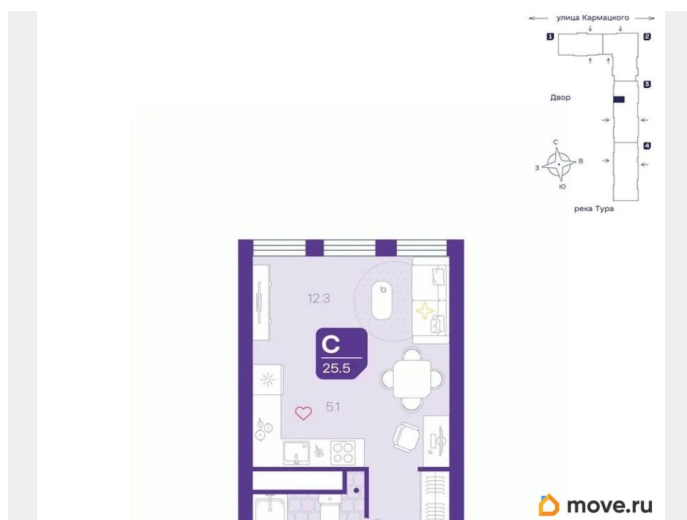 улица Кармацкого
1
2
3
Двор
4
С
З
В
Ю
река Тура
12.3
С
25.5
5.1
move.ru